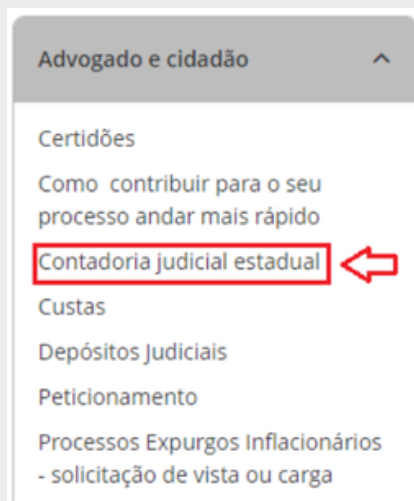 Advogado e cidadão
Certidões
Como contribuir para o seu
processo andar mais rápido
Contadoria judicial estadual
Custas
Depósitos Judiciais
Peticionamento
Processos Expurgos Inflacionários
- solicitação de vista ou carga